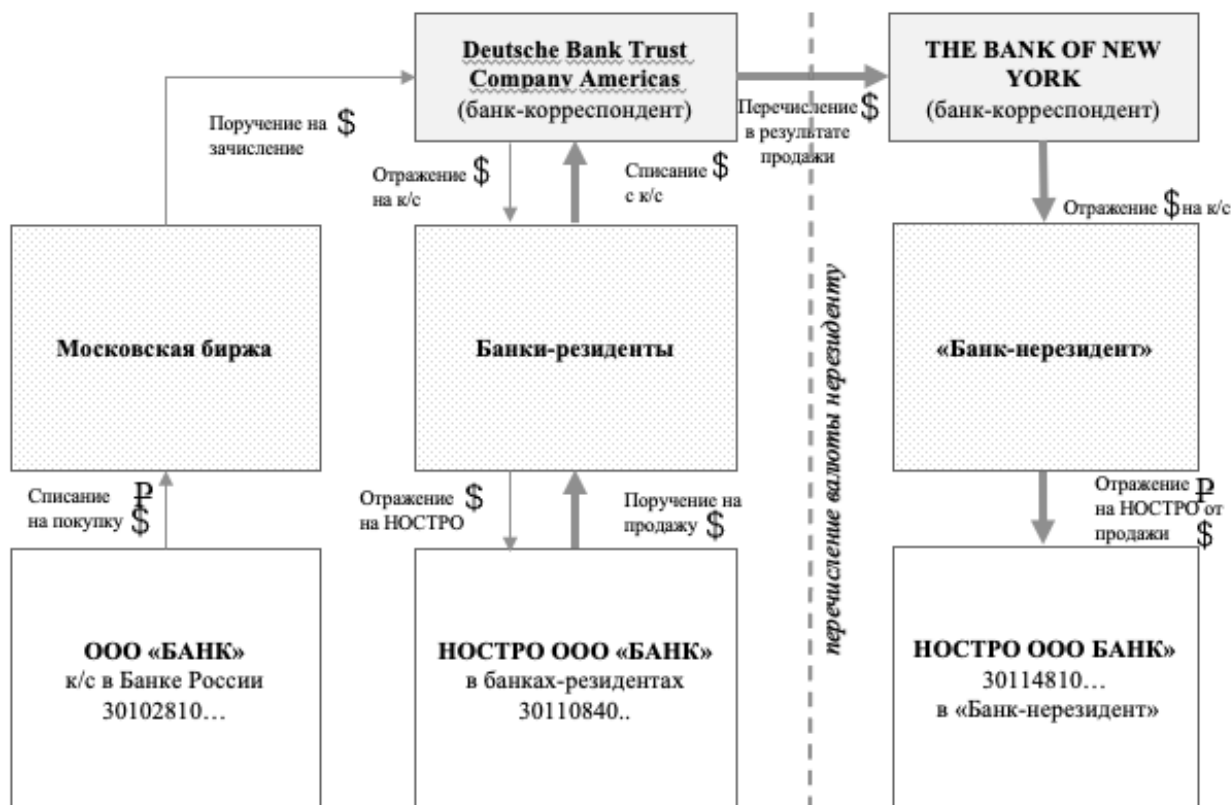 Deutsche Bank Trust
Company Americas
(банк-корреспондент)
THE BANK OF NEW
YORK
(банк-корреспондент)
Поручение на $
зачисление
Отражение $
на к/с
Списание $
с к/с
Перечисление $
в результате
продажи
Отражение $ на к/с
Московская биржа
Банки-резиденты
перечисление валюты нерезиденту
«Банк-нерезидент»
Списание ₽
на покупку $
Отражение $
на НОСТРО
Поручение на
продажу $
Отражение ₽
на НОСТРО от
продажи $
ООО «БАНК»
к/с в Банке России
30102810…
НОСТРО ООО «БАНК»
в банках-резидентах
30110840..
НОСТРО ООО БАНК»
30114810…
в «Банк-нерезидент»